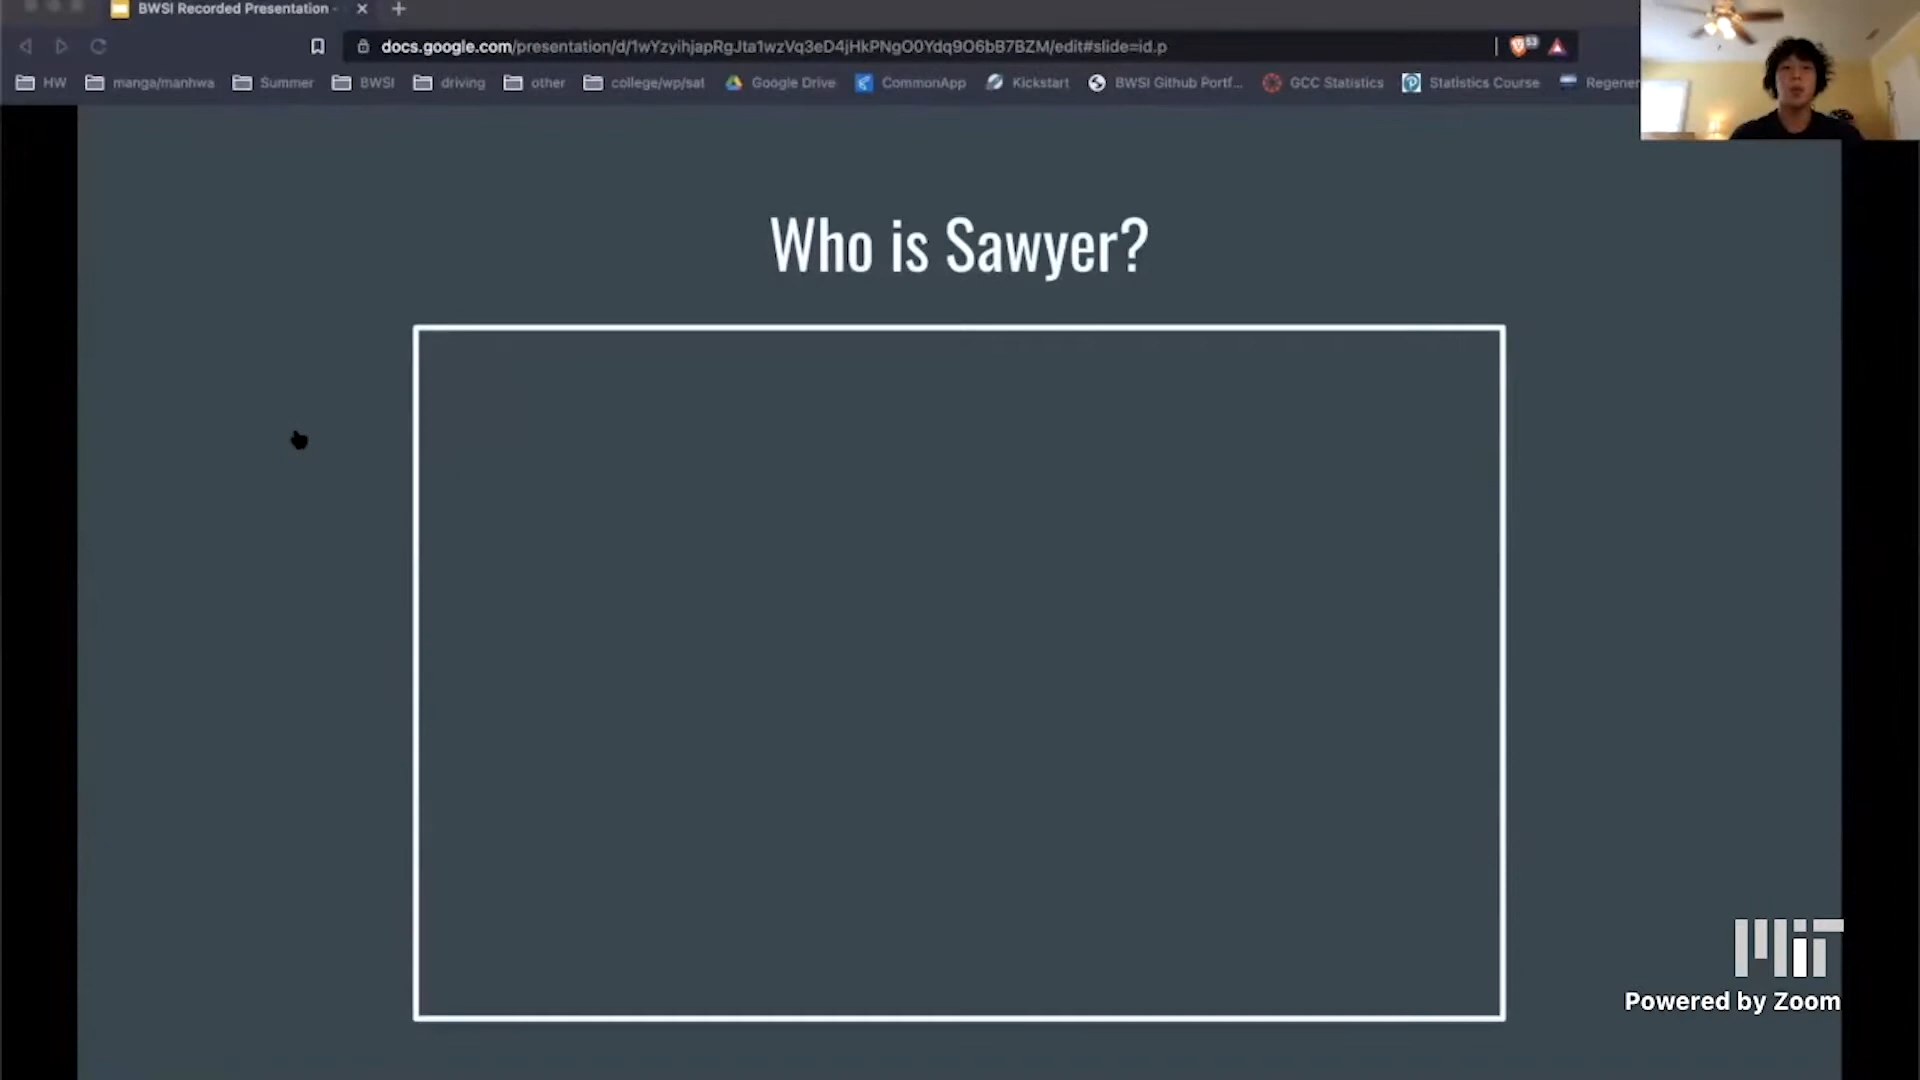 BWSI Recorded Presentation -
docs.google.com/presentation/d/1wYzyihjapRgJta1wzVq3eD4jHkPNgO0Ydq9O6bB7BZM/edit#slide=id.p
53
HW manga/manhwa Summer BWSI driving other college/wp/sat Google Drive CommonApp Kickstart BWSI Github Portf... GCC Statistics Statistics Course Regener
Who is Sawyer?
MIT
Powered by Zoom